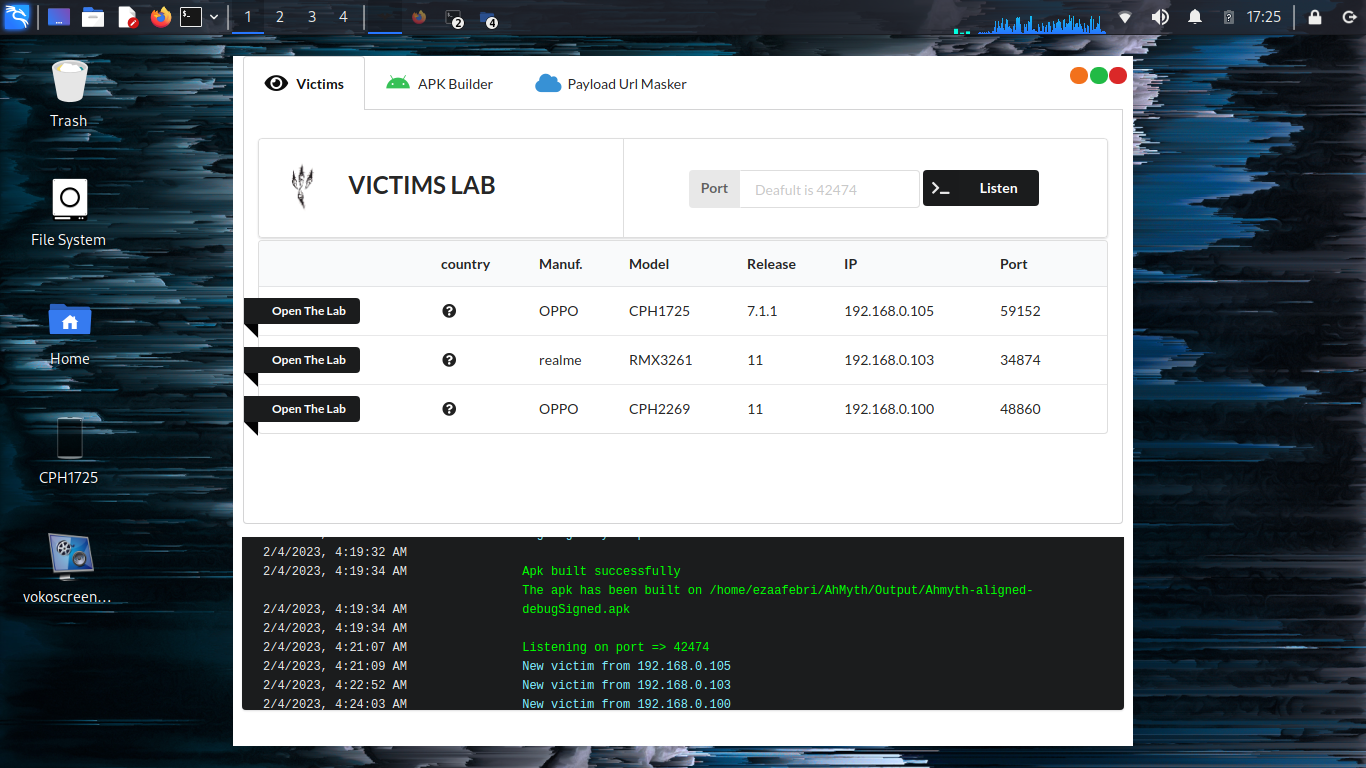 1 2 3 4 2 4 17:25
Trash
File System
Home
CPH1725
vokoscreen...
Victims APK Builder Payload Url Masker
VICTIMS LAB Port Deafult is 42474 Listen
country Manuf. Model Release IP Port
Open The Lab OPPO CPH1725 7.1.1 192.168.0.105 59152
Open The Lab realme RMX3261 11 192.168.0.103 34874
Open The Lab OPPO CPH2269 11 192.168.0.100 48860
2/4/2023, 4:19:32 AM
2/4/2023, 4:19:34 AM Apk built successfully
The apk has been built on /home/ezaafebri/AhMyth/Output/Ahmyth-aligned-
2/4/2023, 4:19:34 AM debugSigned.apk
2/4/2023, 4:19:34 AM
2/4/2023, 4:21:07 AM Listening on port => 42474
2/4/2023, 4:21:09 AM New victim from 192.168.0.105
2/4/2023, 4:22:52 AM New victim from 192.168.0.103
2/4/2023, 4:24:03 AM New victim from 192.168.0.100